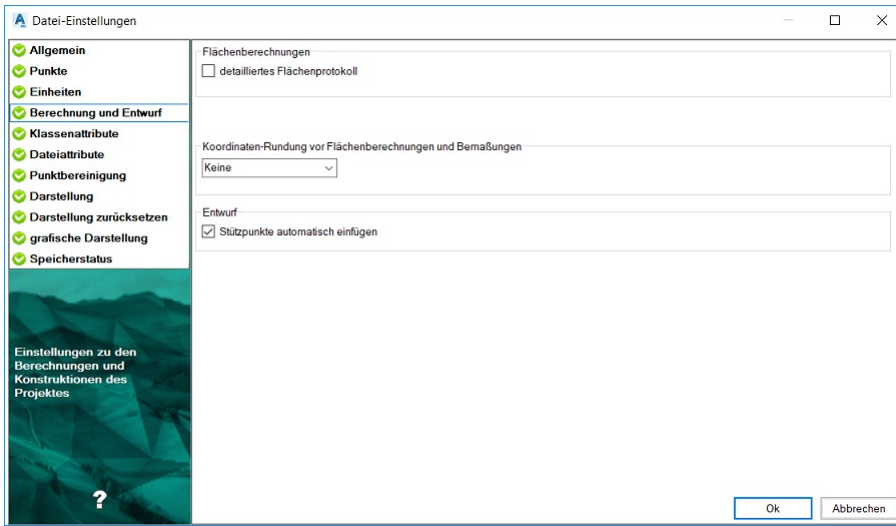 Datei-Einstellungen
Allgemein
Punkte
Einheiten
Berechnung und Entwurf
Klassenattribute
Dateiattribute
Punktbereinigung
Darstellung
Darstellung zurücksetzen
grafische Darstellung
Speicherstatus
Einstellungen zu den
Berechnungen und
Konstruktionen des
Projektes
?
Flächenberechnungen
detailliertes Flächenprotokoll
Koordinaten-Rundung vor Flächenberechnungen und Bemaßungen
Keine
Entwurf
Stützpunkte automatisch einfügen
Ok
Abbrechen